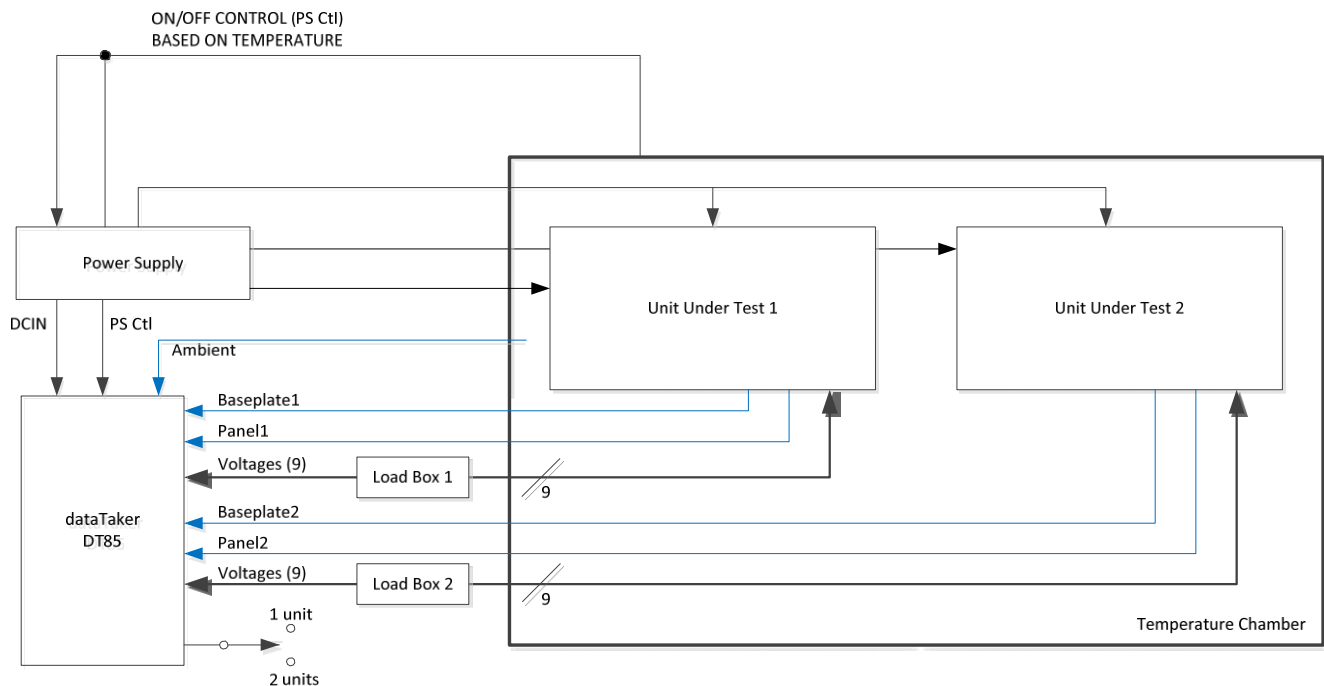 ON/OFF CONTROL (PS Ctl)
BASED ON TEMPERATURE
Power Supply
Unit Under Test 1
Unit Under Test 2
DCIN
PS Ctl
Ambient
Baseplate1
Panel1
Voltages (9)
Load Box 1
9
Baseplate2
dataTaker
DT85
Panel2
Voltages (9)
Load Box 2
9
1 unit
Temperature Chamber
2 units